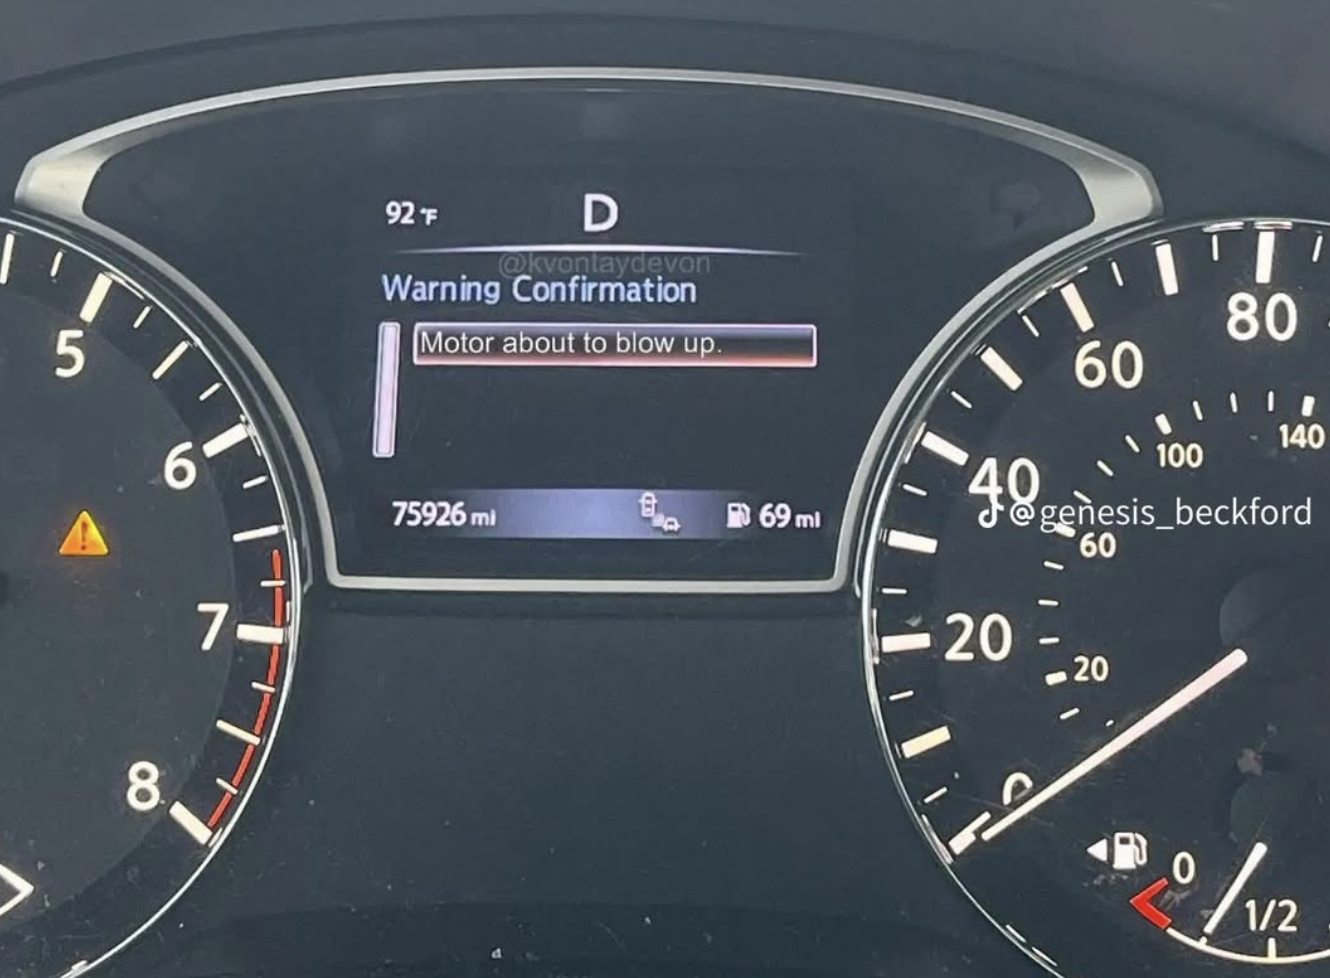 92 °F
D
@kvontaydevon
Warning Confirmation
Motor about to blow up.
75926 mi
69 mi
5
6
7
8
0
20
40
60
80
20
60
100
140
@genesis_beckford
0
1/2